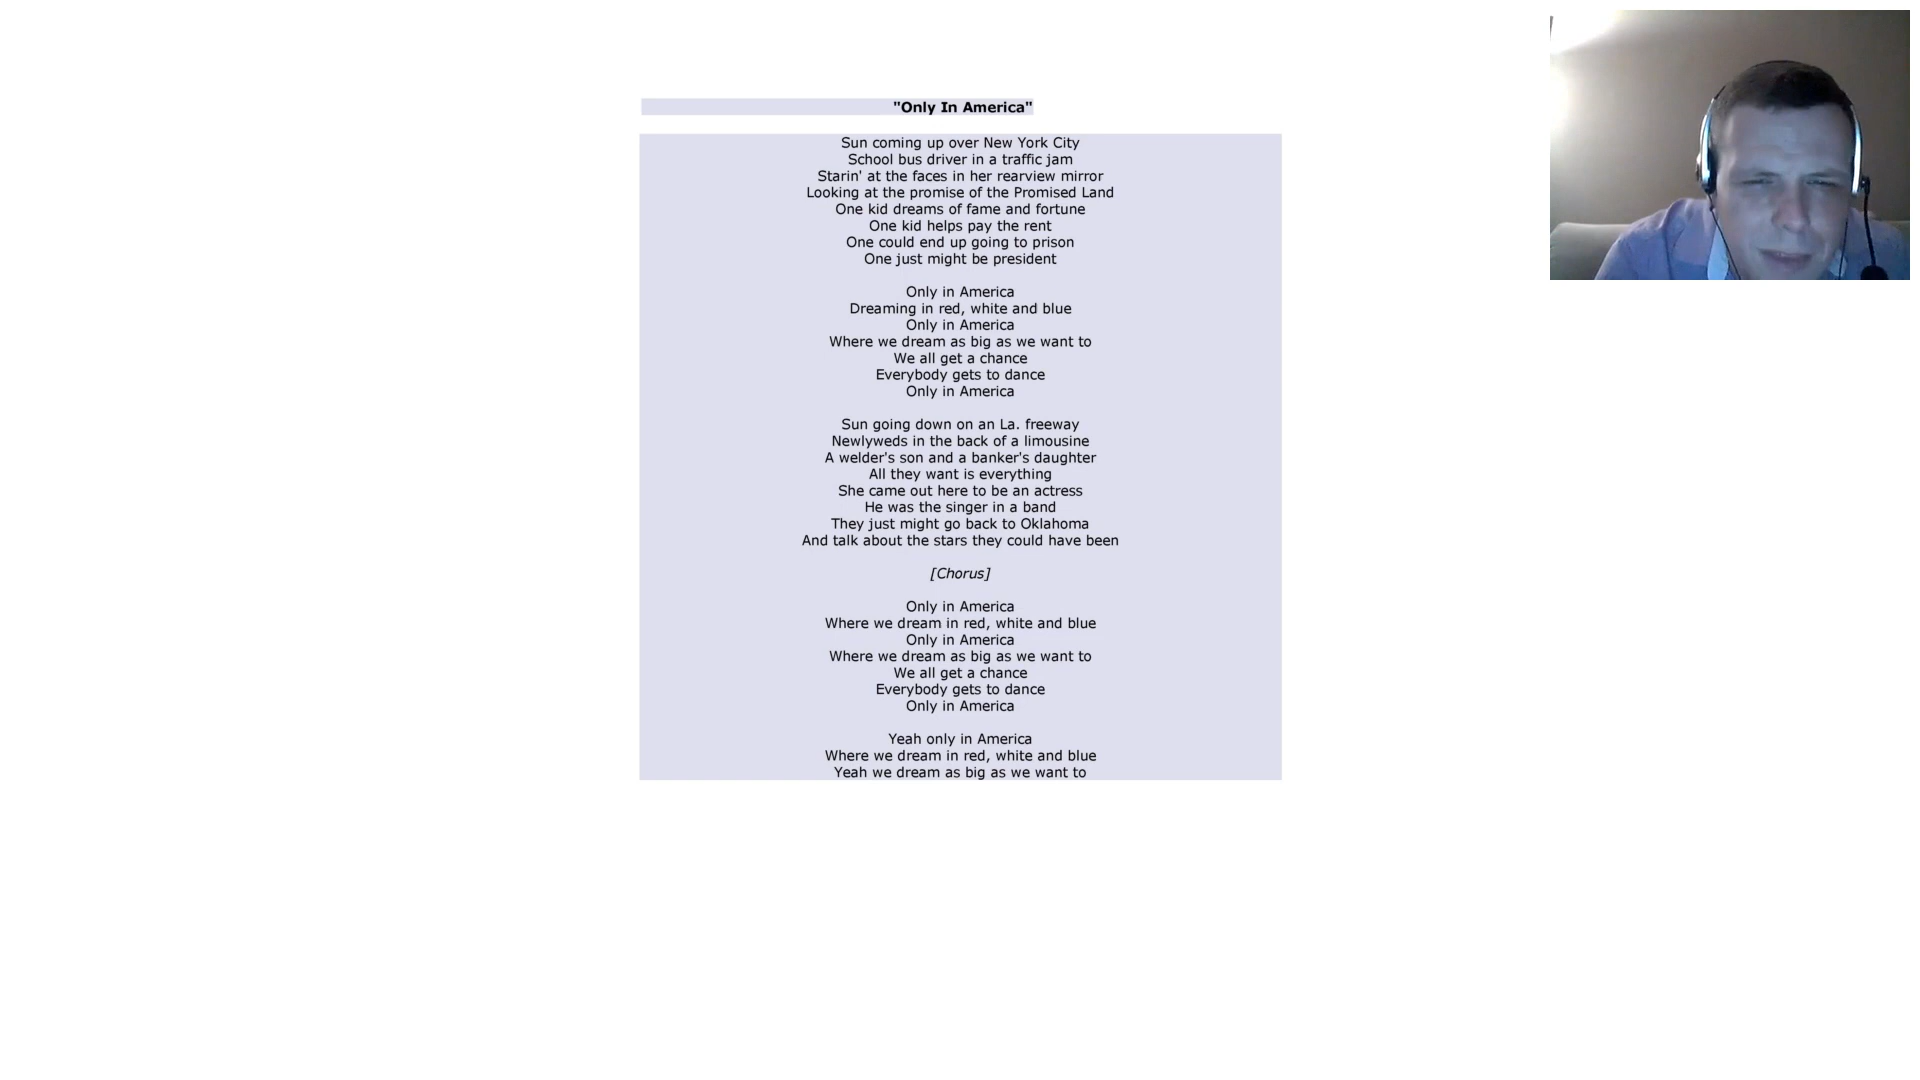 "Only In America"
Sun coming up over New York City
School bus driver in a traffic jam
Starin' at the faces in her rearview mirror
Looking at the promise of the Promised Land
One kid dreams of fame and fortune
One kid helps pay the rent
One could end up going to prison
One just might be president
Only in America
Dreaming in red, white and blue
Only in America
Where we dream as big as we want to
We all get a chance
Everybody gets to dance
Only in America
Sun going down on an La. freeway
Newlyweds in the back of a limousine
A welder's son and a banker's daughter
All they want is everything
She came out here to be an actress
He was the singer in a band
They just might go back to Oklahoma
And talk about the stars they could have been
[Chorus]
Only in America
Where we dream in red, white and blue
Only in America
Where we dream as big as we want to
We all get a chance
Everybody gets to dance
Only in America
Yeah only in America
Where we dream in red, white and blue
Yeah we dream as big as we want to